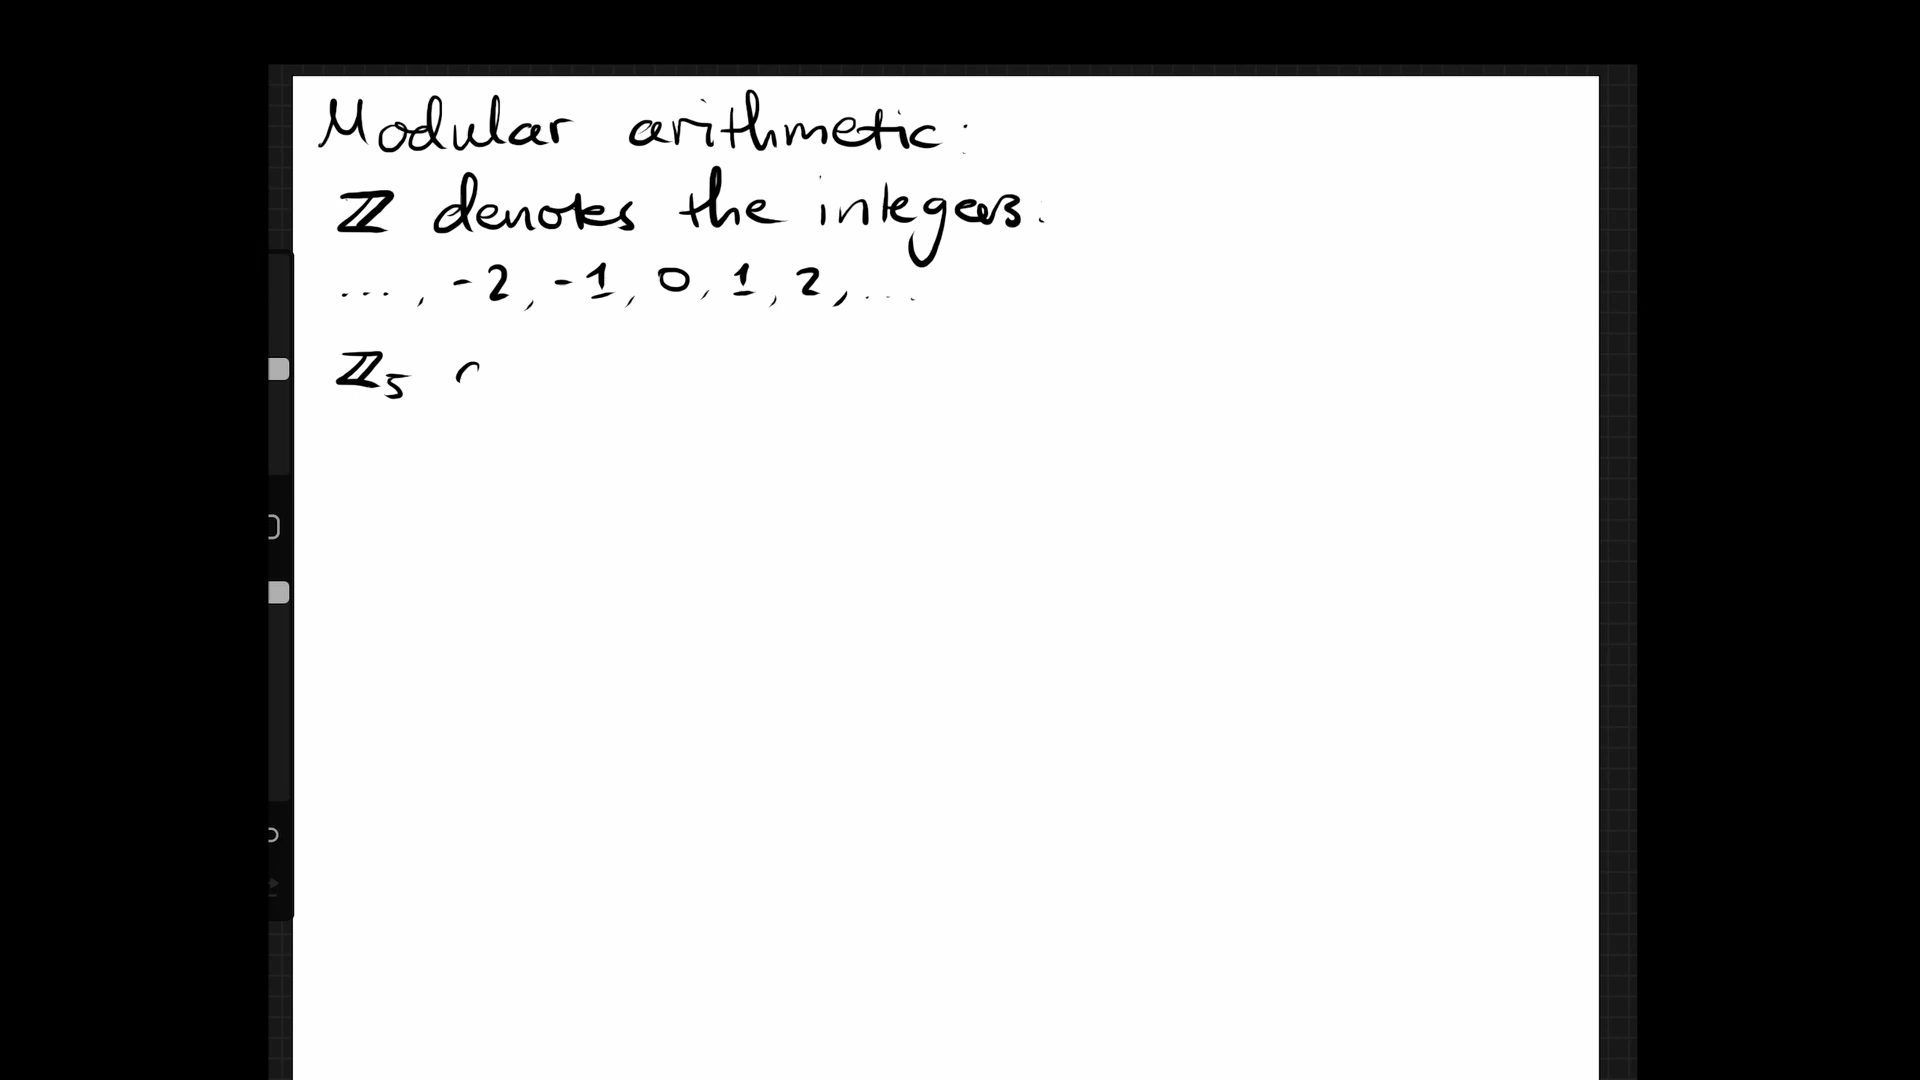 Modular arithmetic:
ℤ denotes the integers.
..., -2, -1, 0, 1, 2, ...
ℤ₅